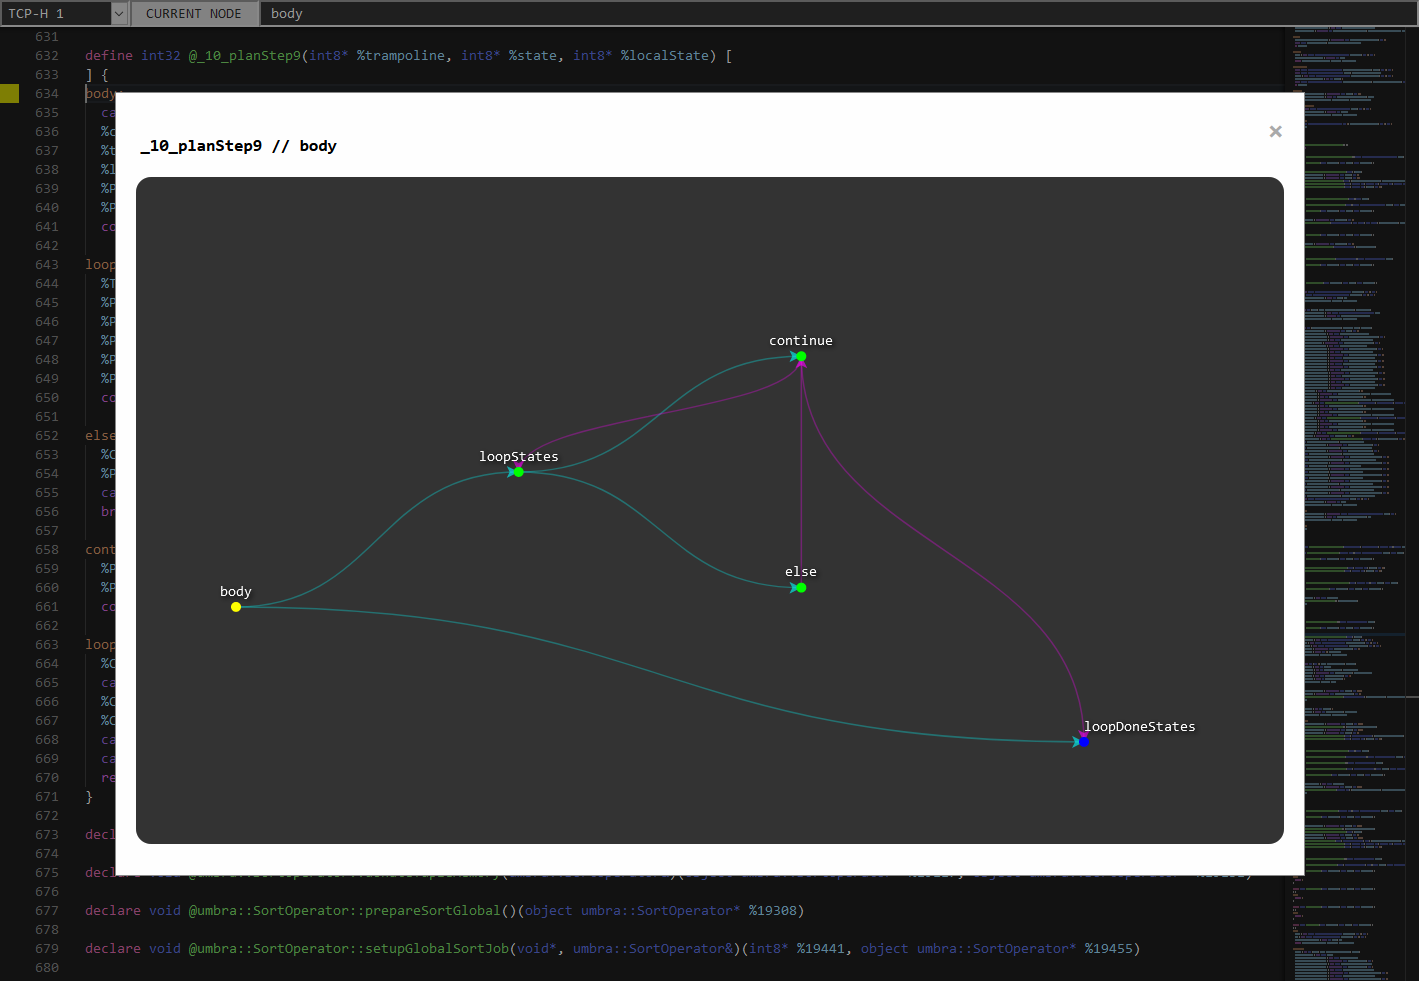 TCP-H 1 CURRENT NODE body
631
632 define int32 @_10_planStep9(int8* %trampoline, int8* %state, int8* %localState) [
633 ] {
634 body:
635 ca
636 %c
637 %t
638 %l
639 %P
640 %P
641 co
642
643 loop
644 %T
645 %P
646 %P
647 %P
648 %P
649 %P
650 co
651
652 else
653 %C
654 %P
655 ca
656 br
657
658 cont
659 %P
660 %P
661 co
662
663 loop
664 %C
665 ca
666 %C
667 %C
668 ca
669 ca
670 re
671 }
672
673 decl
674
675
676
677 declare void @umbra::SortOperator::prepareSortGlobal()(object umbra::SortOperator* %19308)
678
679 declare void @umbra::SortOperator::setupGlobalSortJob(void*, umbra::SortOperator&)(int8* %19441, object umbra::SortOperator* %19455)
680
_10_planStep9 // body
×
continue
loopStates
else
body
loopDoneStates